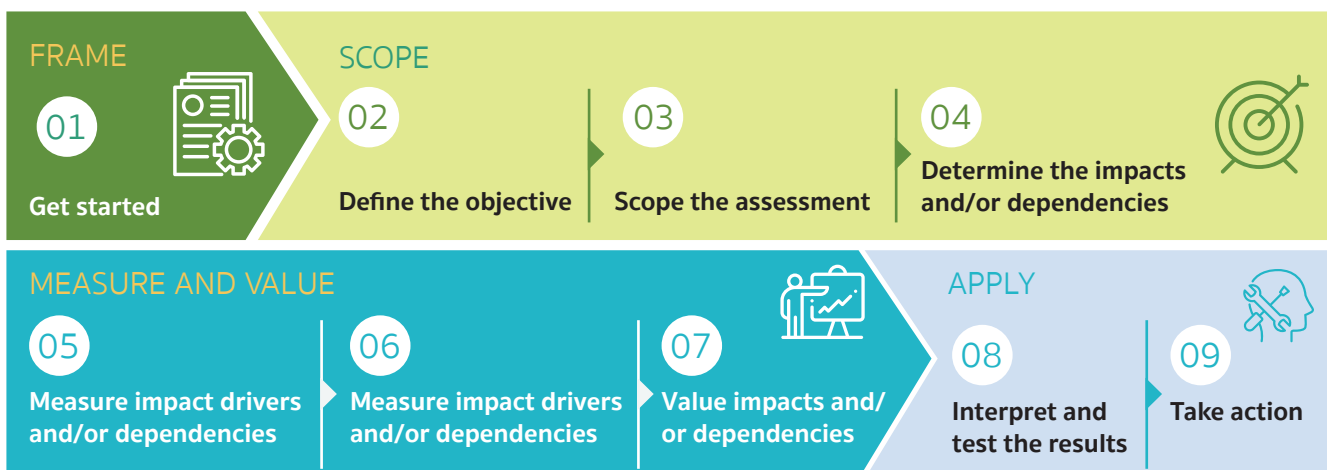 FRAME
01
Get started
SCOPE
02
Define the objective
03
Scope the assessment
04
Determine the impacts
and/or dependencies
MEASURE AND VALUE
05
Measure impact drivers
and/or dependencies
06
Measure impact drivers
and/or dependencies
07
Value impacts and/
or dependencies
APPLY
08
Interpret and
test the results
09
Take action